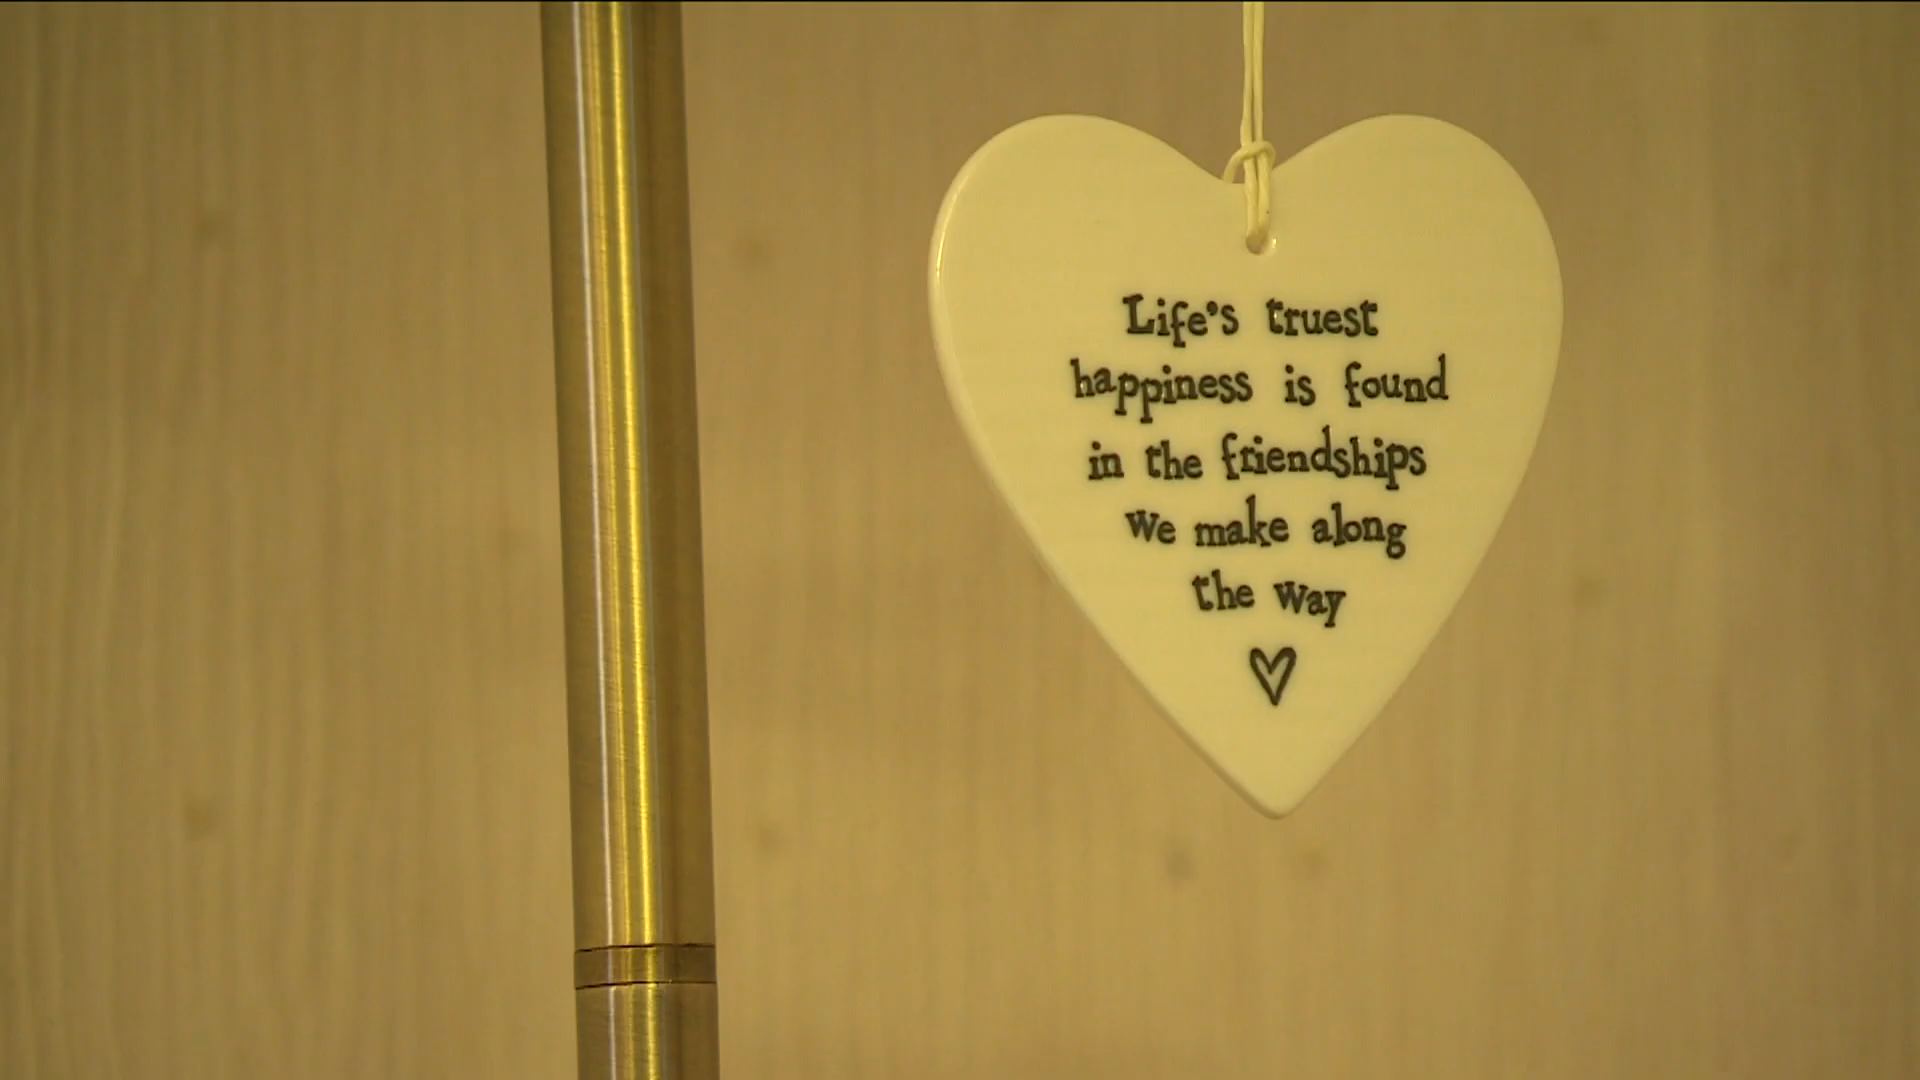 Life's truest
happiness is found
in the friendships
we make along
the way